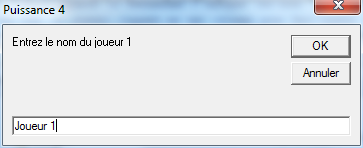 Puissance 4
Entrez le nom du joueur 1
OK
Annuler
Joueur 1